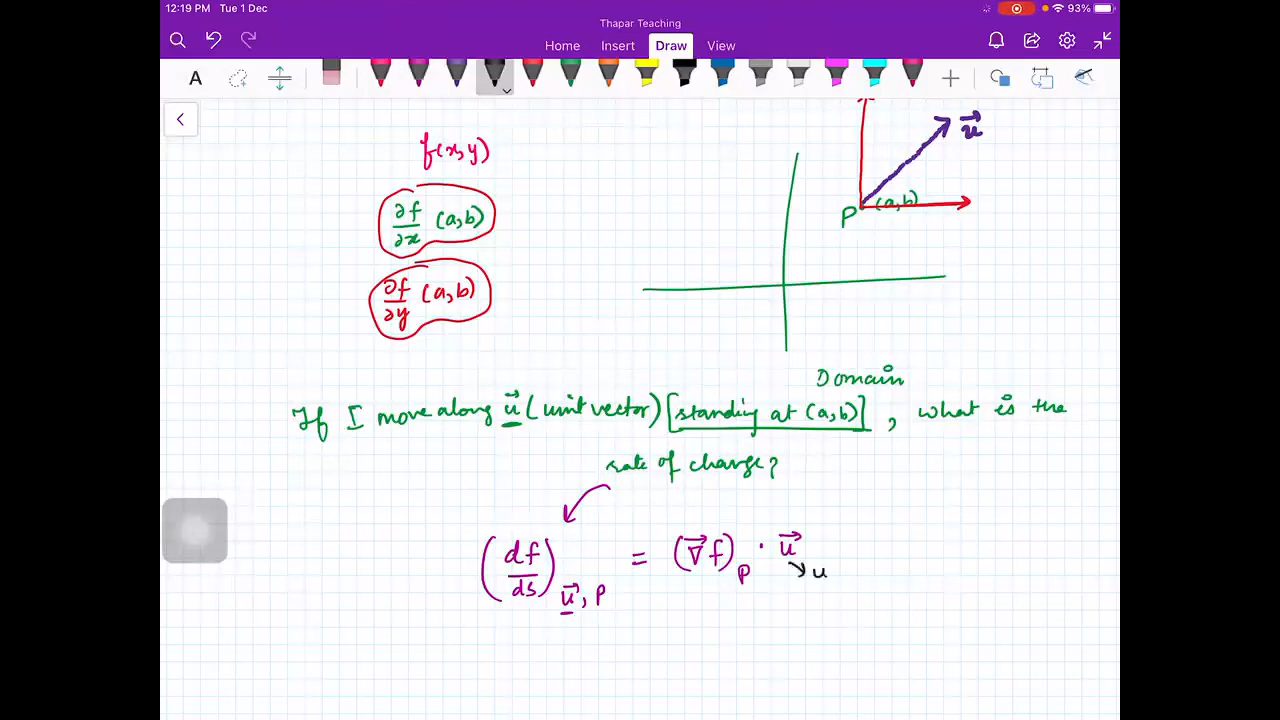 12:19 PM Tue 1 Dec
93%
Thapar Teaching
Home Insert Draw View
A
f(x,y)
∂f/∂x (a,b)
∂f/∂y (a,b)
u⃗
P (a,b)
Domain
If I move along u⃗ (unit vector) [standing at (a,b)], what is the
rate of change?
(df/ds)u⃗, P = (∇⃗f)P · u⃗
u